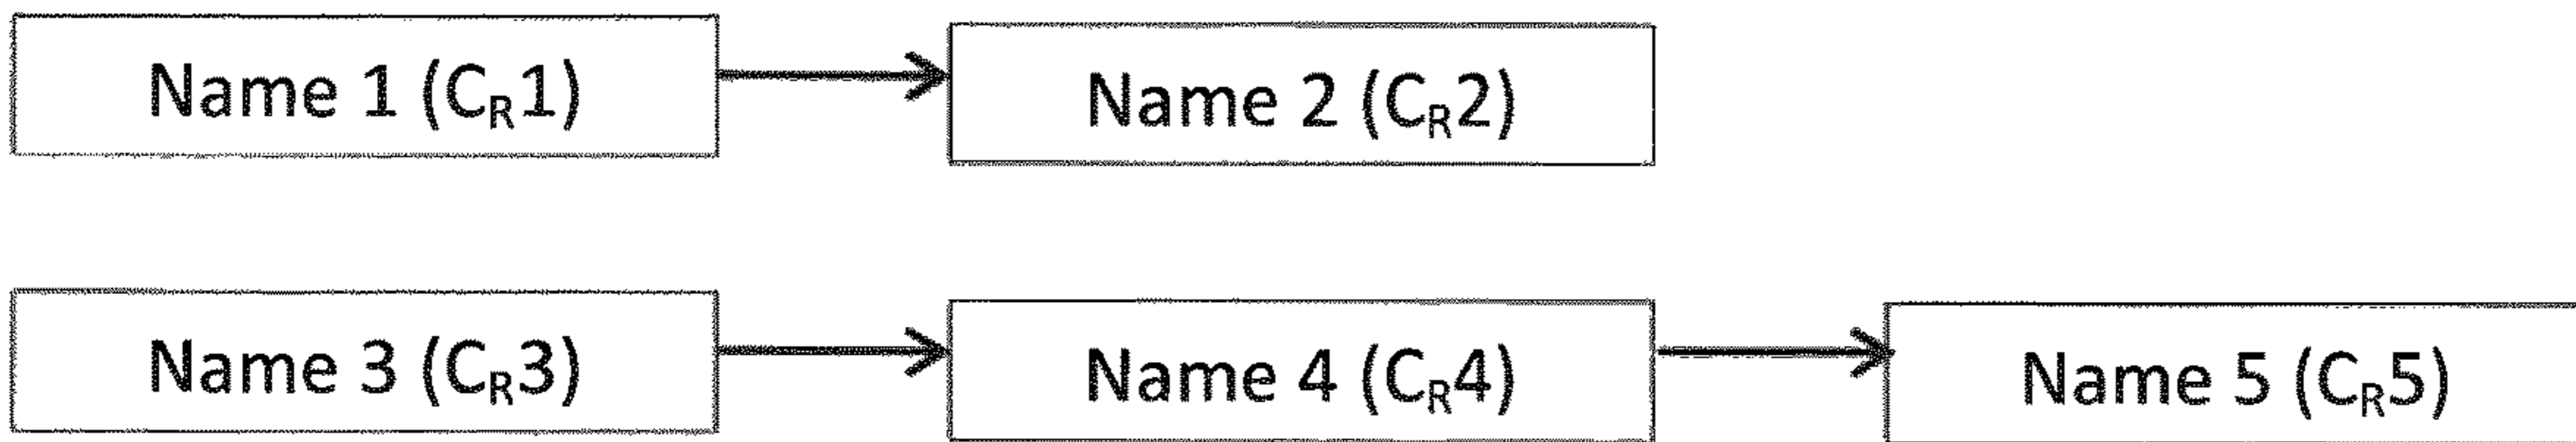 Name 1 (CR1)
Name 2 (CR2)
Name 3 (CR3)
Name 4 (CR4)
Name 5 (CR5)